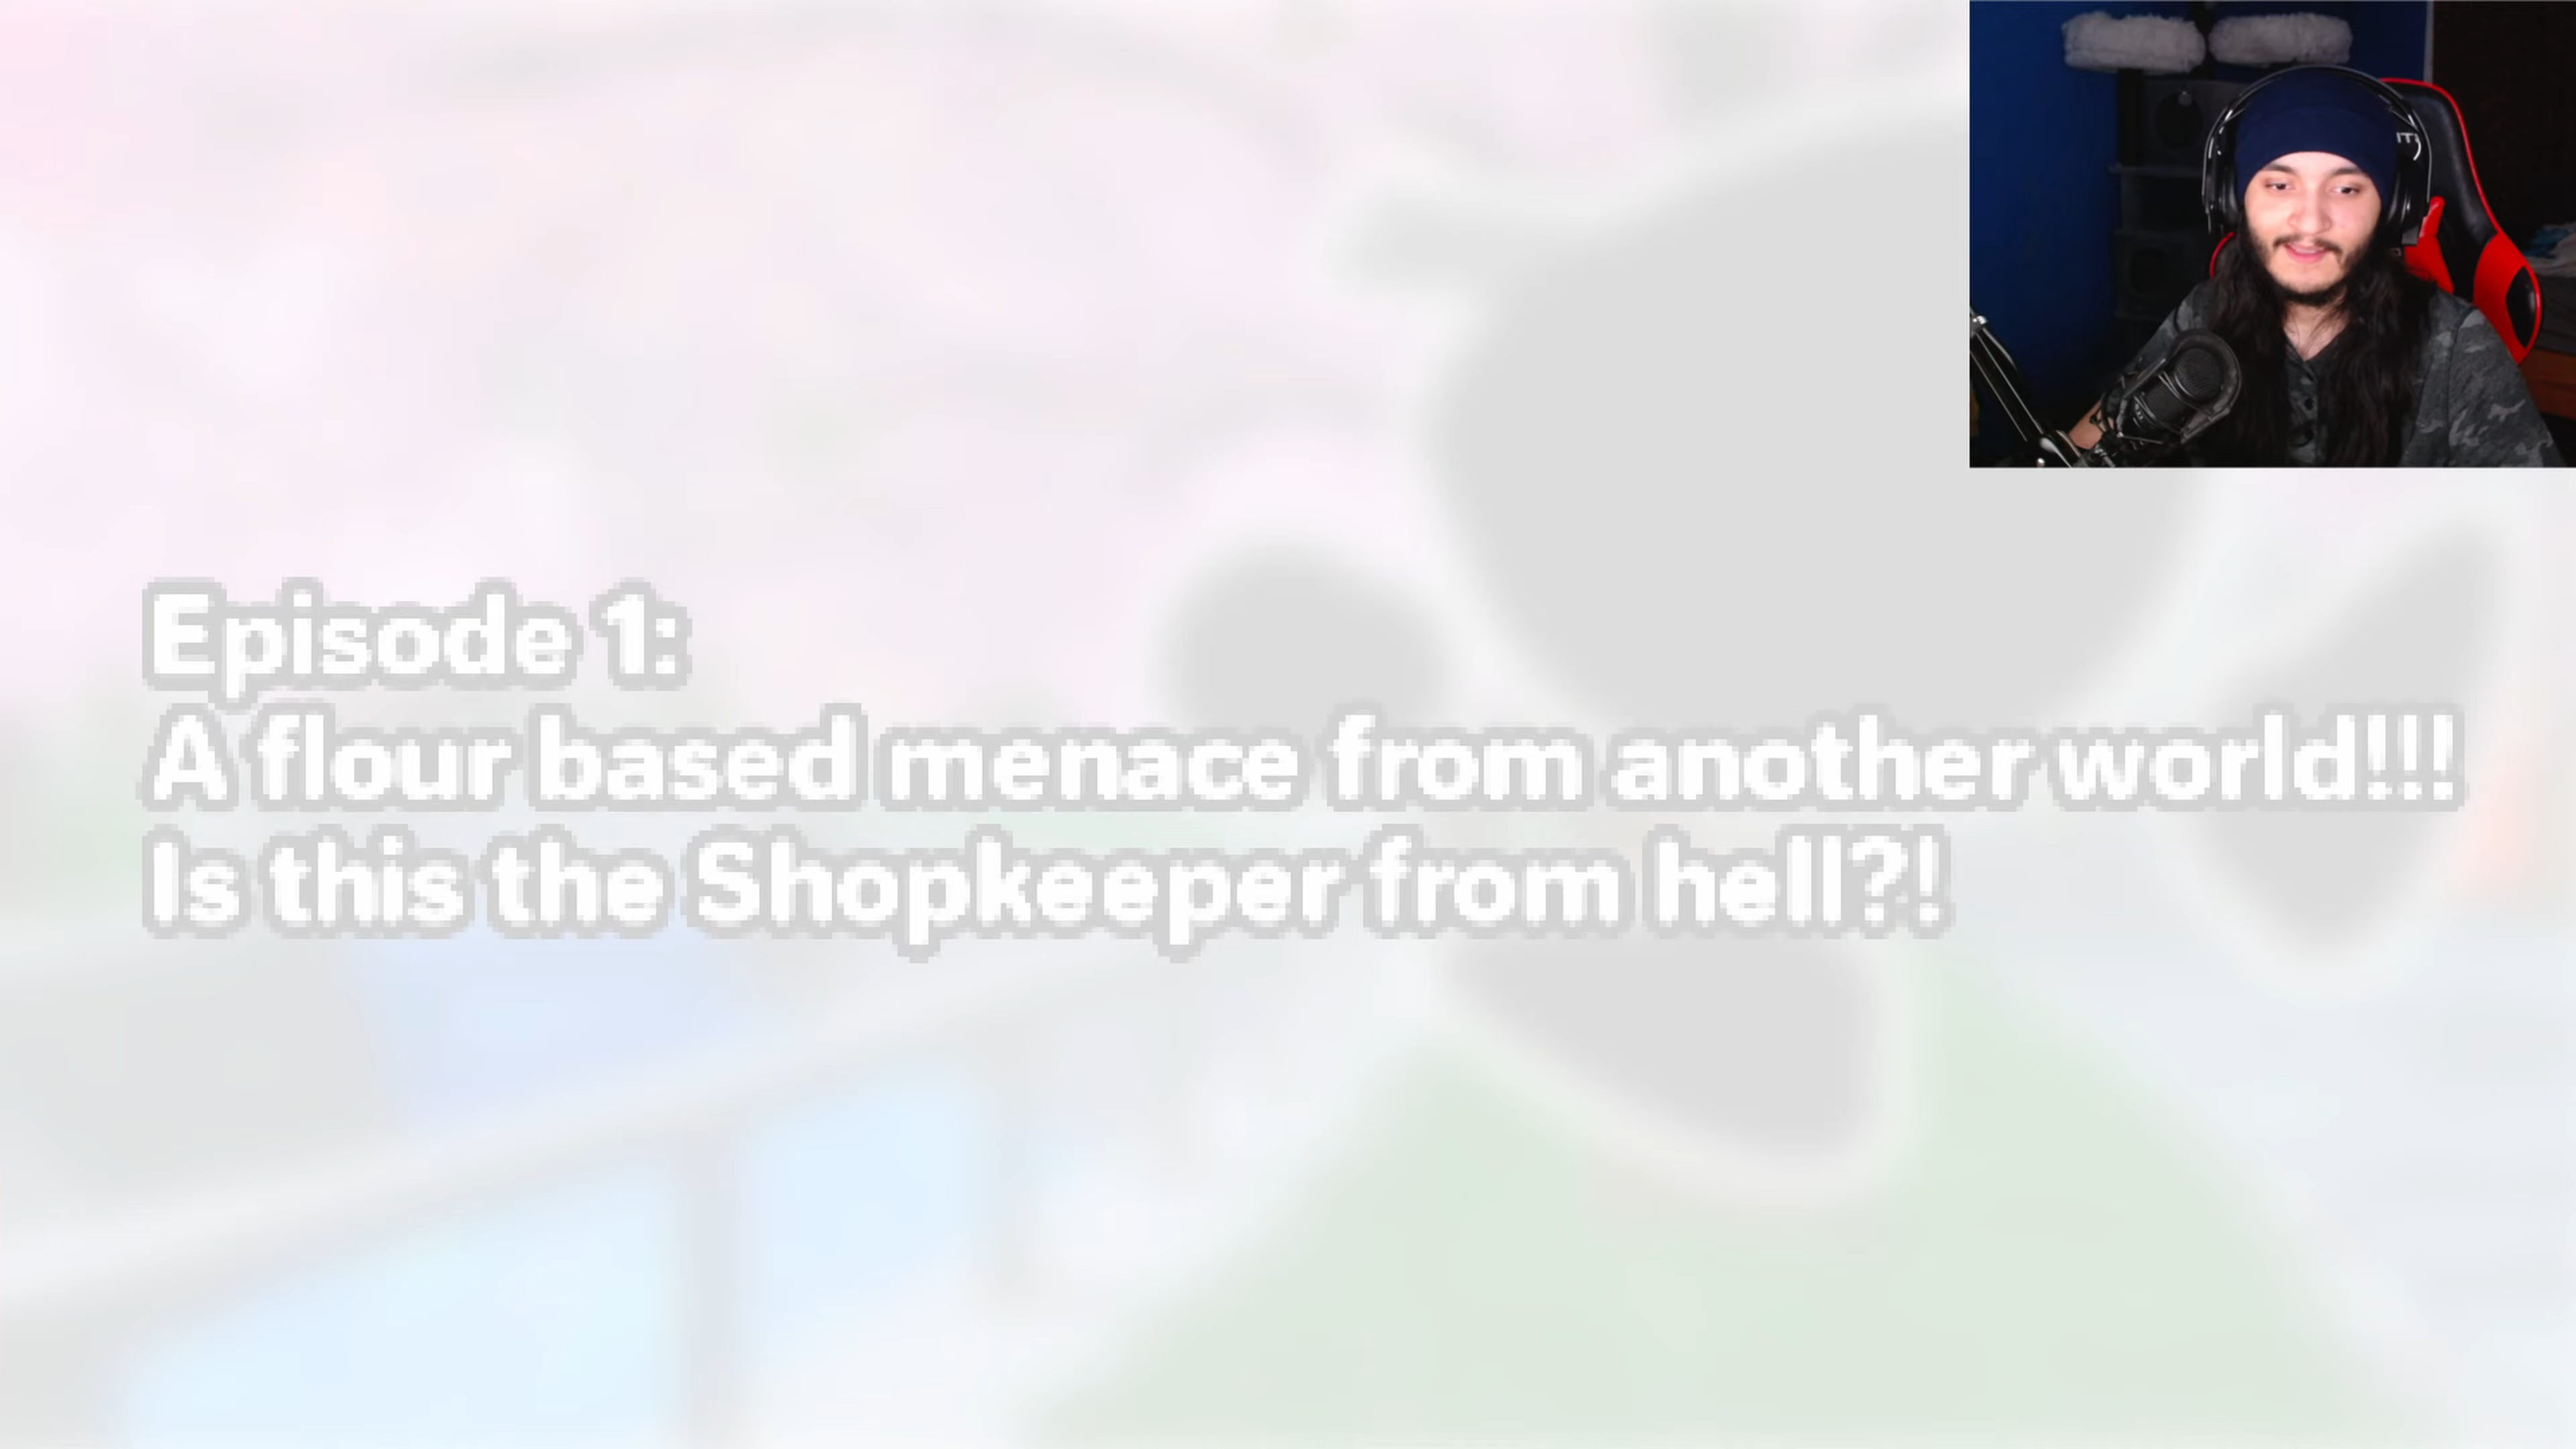 Episode 1:
A flour based menace from another world!!!
Is this the Shopkeeper from hell?!